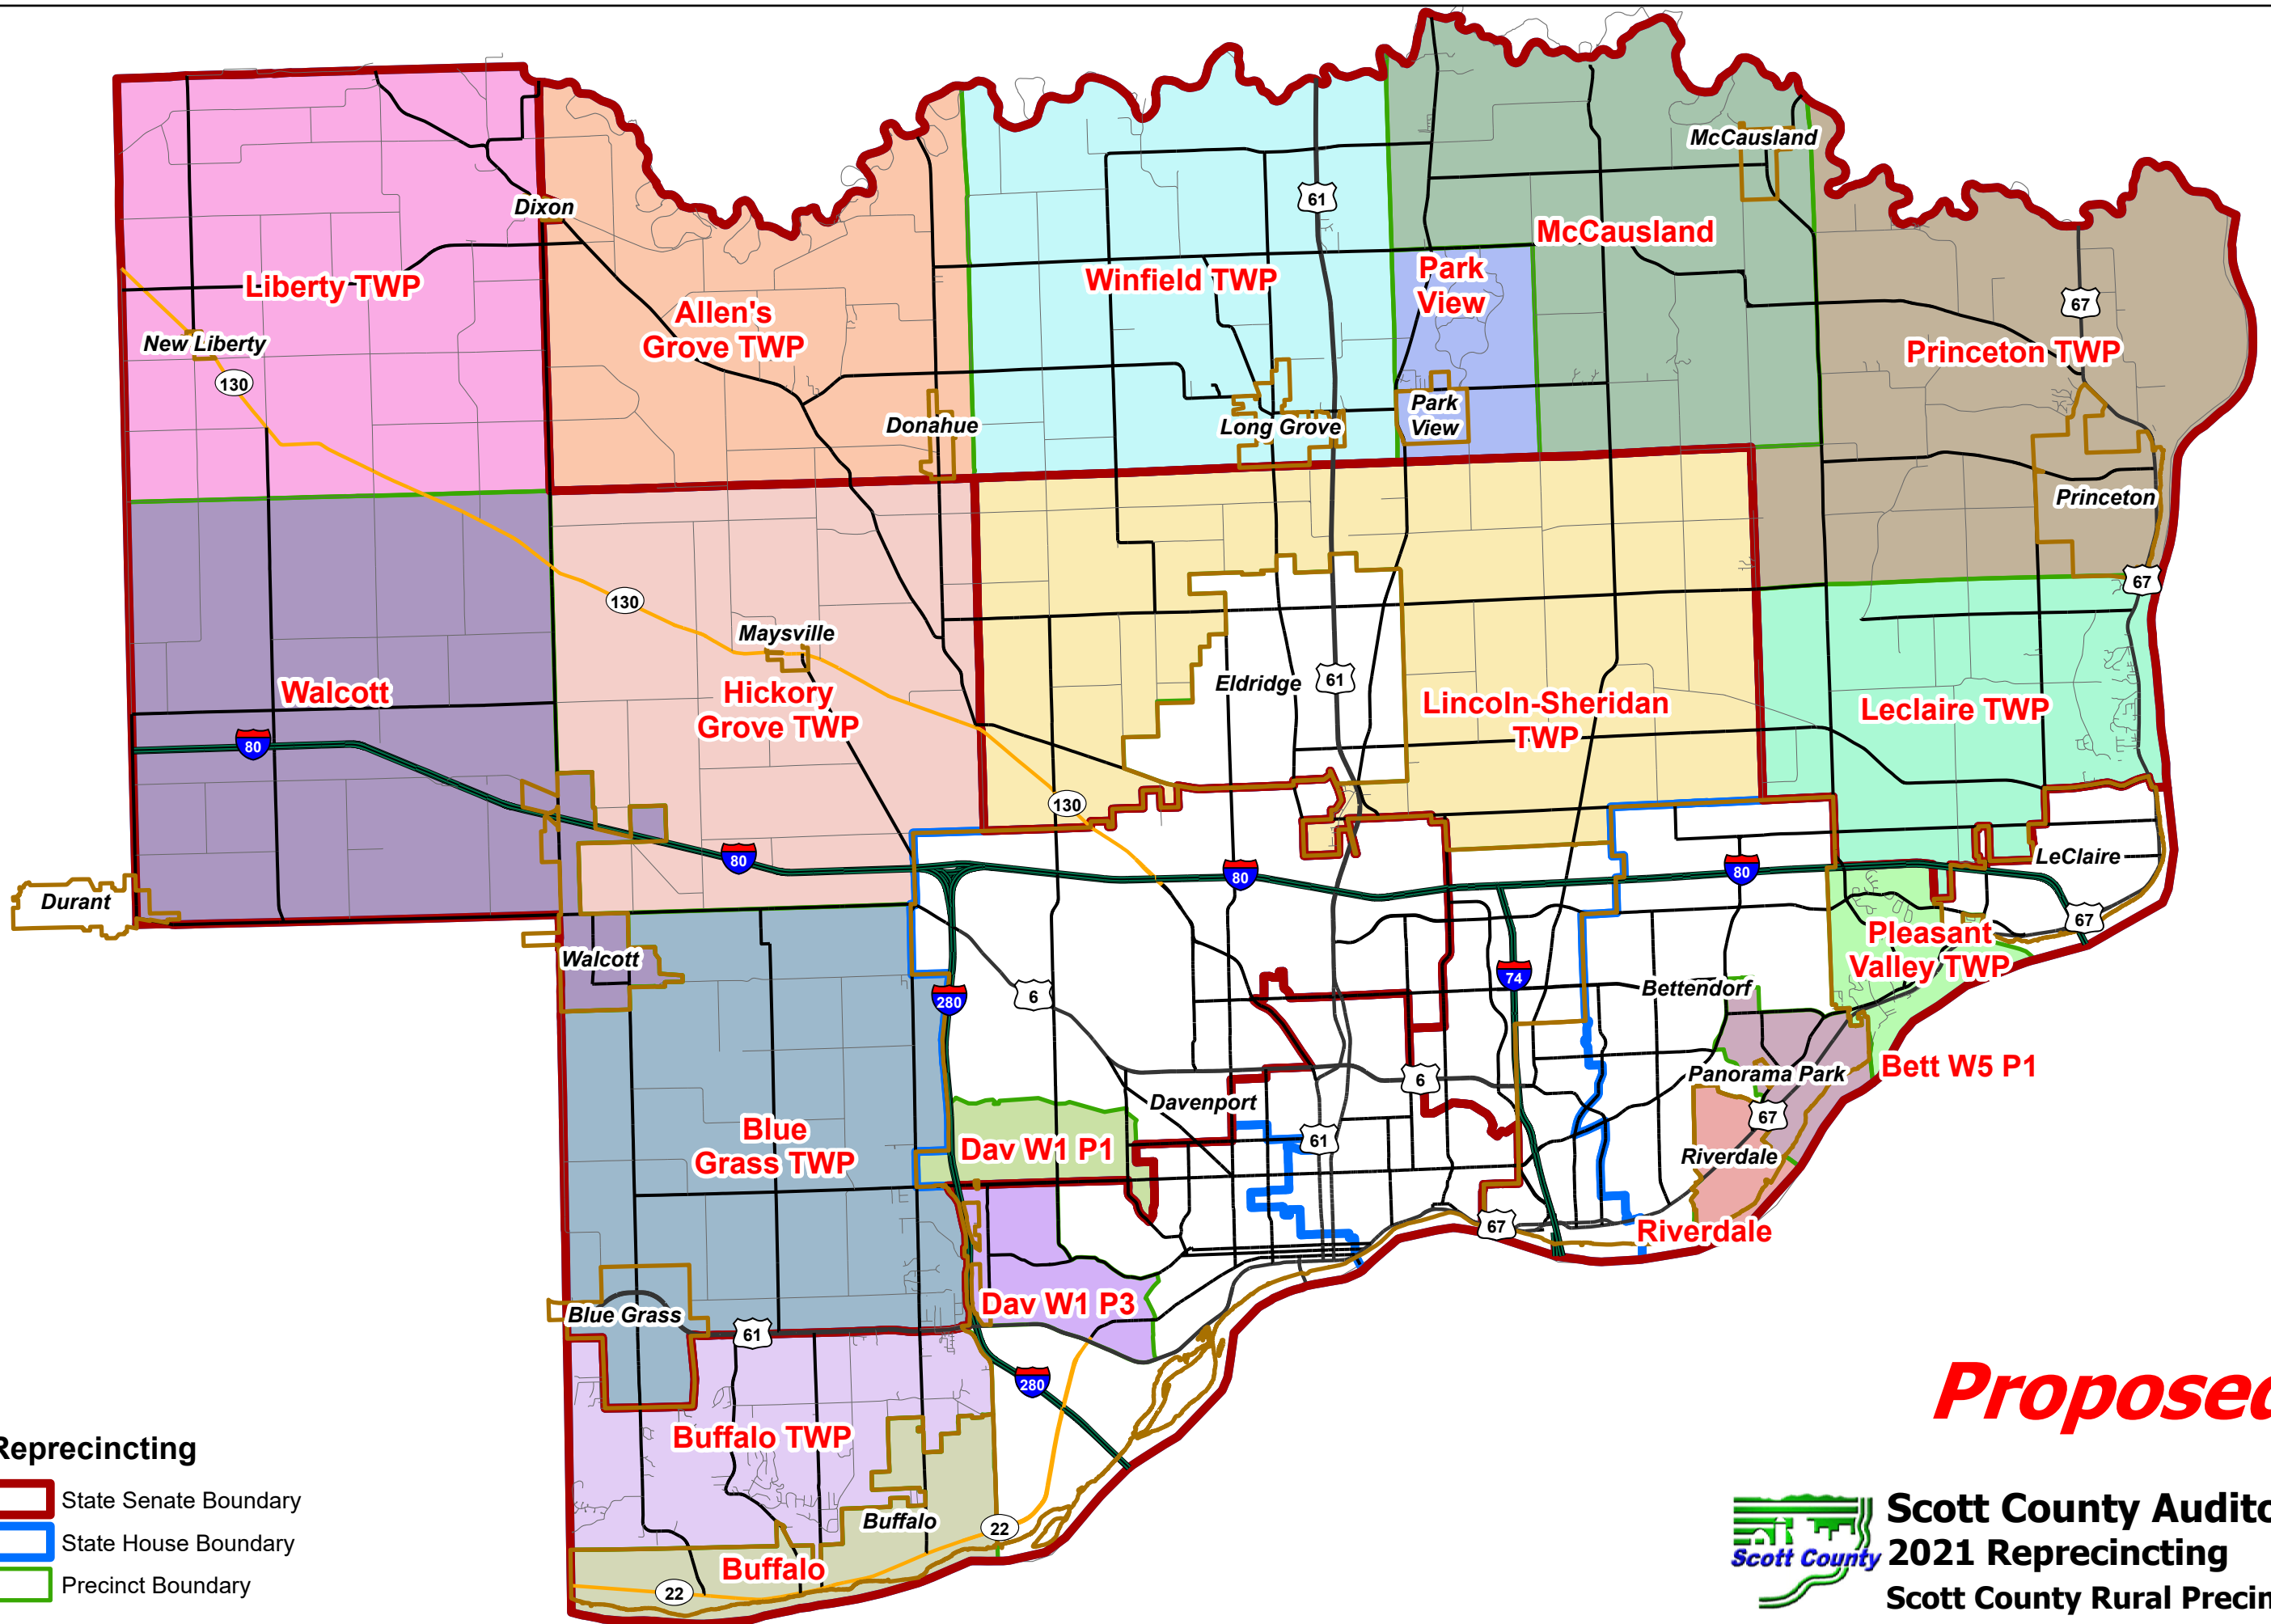 McCausland
61
Dixon
McCausland
Park
View
Winfield TWP
Liberty TWP
67
Allen's
Grove TWP
New Liberty
Princeton TWP
130
Park
View
Donahue
Long Grove
Princeton
67
130
Maysville
Eldridge
61
Walcott
Hickory
Grove TWP
Lincoln-Sheridan
TWP
Leclaire TWP
80
130
80
80
80
LeClaire
Durant
67
Pleasant
Valley TWP
Walcott
74
Bettendorf
280
6
Bett W5 P1
Panorama Park
6
Davenport
67
Blue
Grass TWP
Dav W1 P1
61
Riverdale
67
Riverdale
Dav W1 P3
Blue Grass
61
280
Proposed
Buffalo TWP
Reprecincting
State Senate Boundary
Buffalo
22
State House Boundary
Buffalo
Precinct Boundary
22
Scott County
Scott County Audito
2021 Reprecincting
Scott County Rural Precin